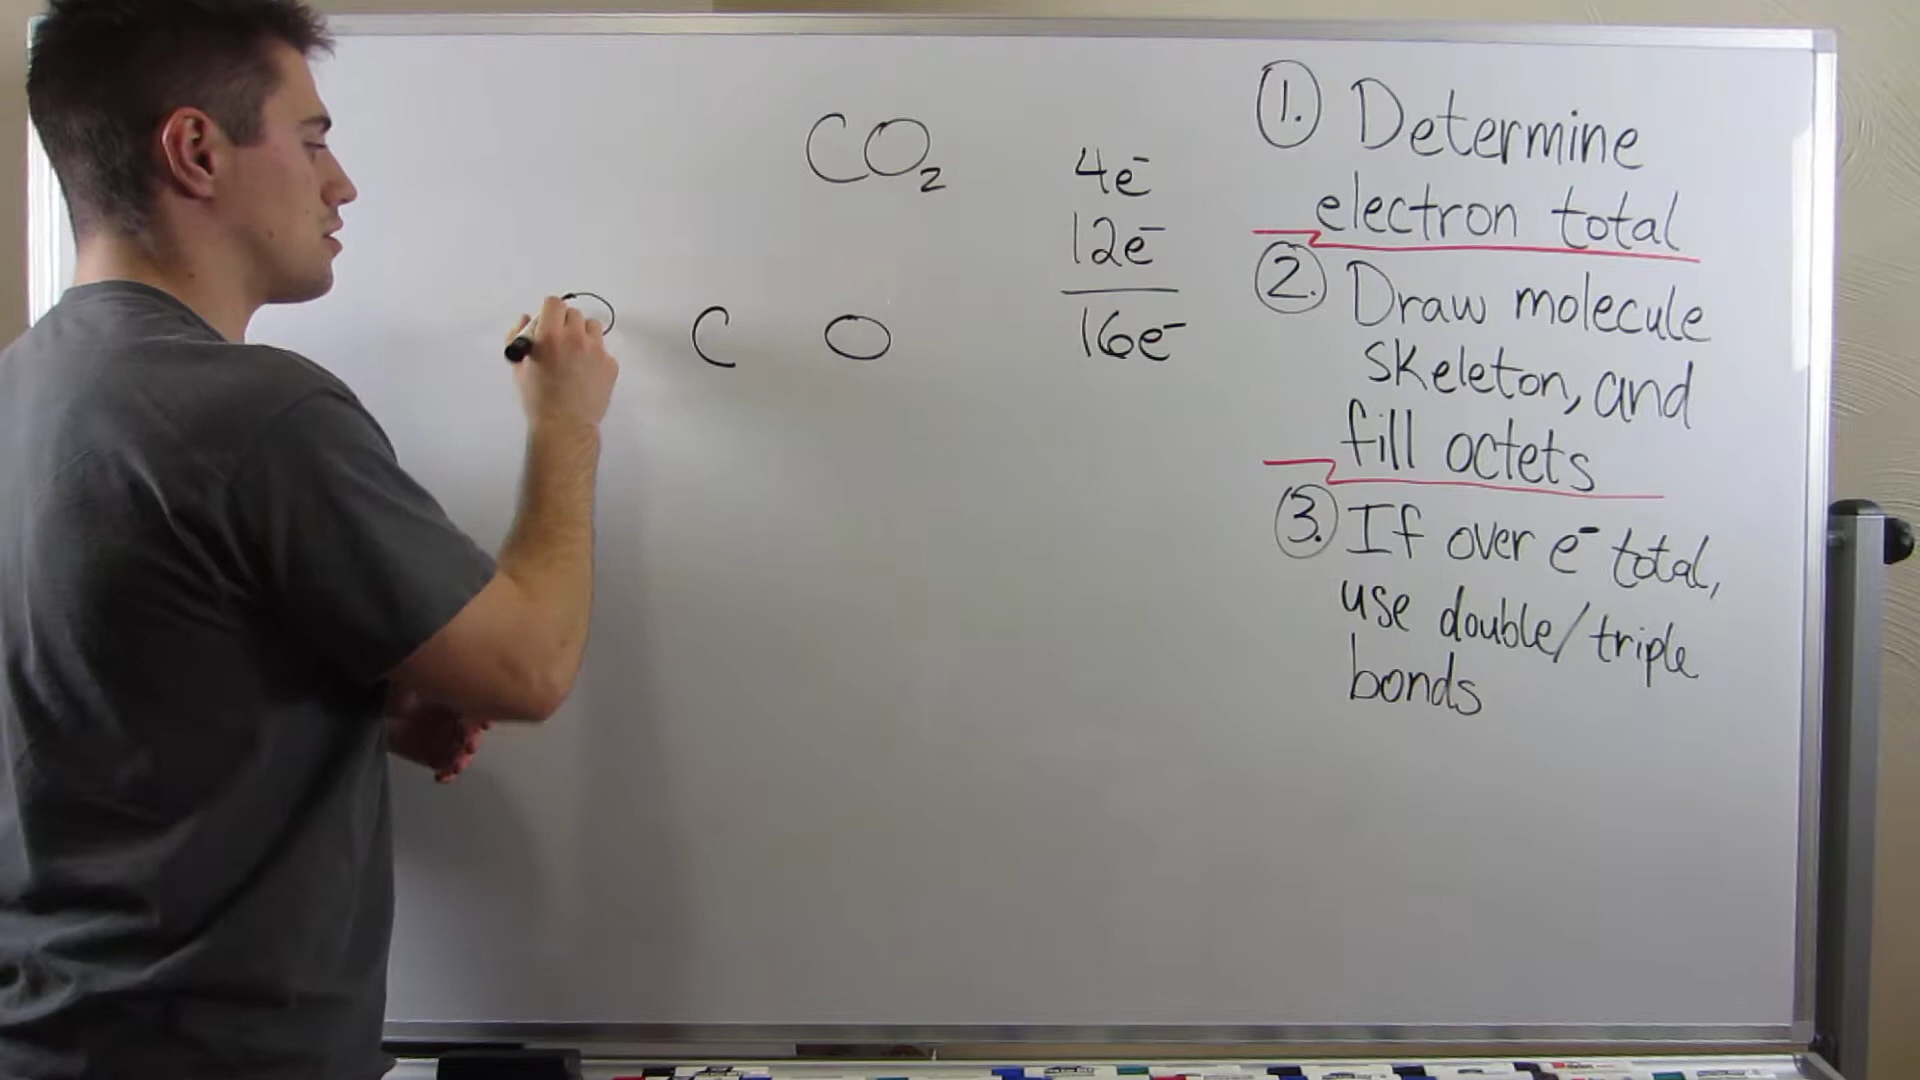 CO₂
4e⁻
12e⁻
16e⁻
O C O
1. Determine
electron total
2. Draw molecule
skeleton, and
fill octets
3. If over e⁻ total,
use double/triple
bonds